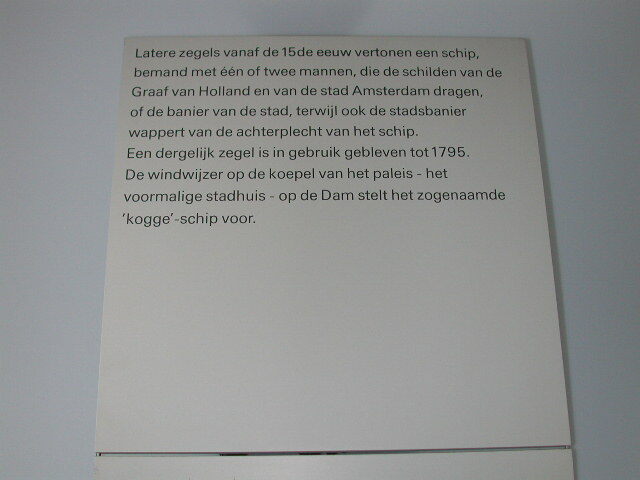 Latere zegels vanaf de 15de eeuw vertonen een schip,
bemand met één of twee mannen, die de schilden van de
Graaf van Holland en van de stad Amsterdam dragen,
of de banier van de stad, terwijl ook de stadsbanier
wappert van de achterplecht van het schip.
Een dergelijk zegel is in gebruik gebleven tot 1795.
De windwijzer op de koepel van het paleis - het
voormalige stadhuis - op de Dam stelt het zogenaamde
'kogge'-schip voor.